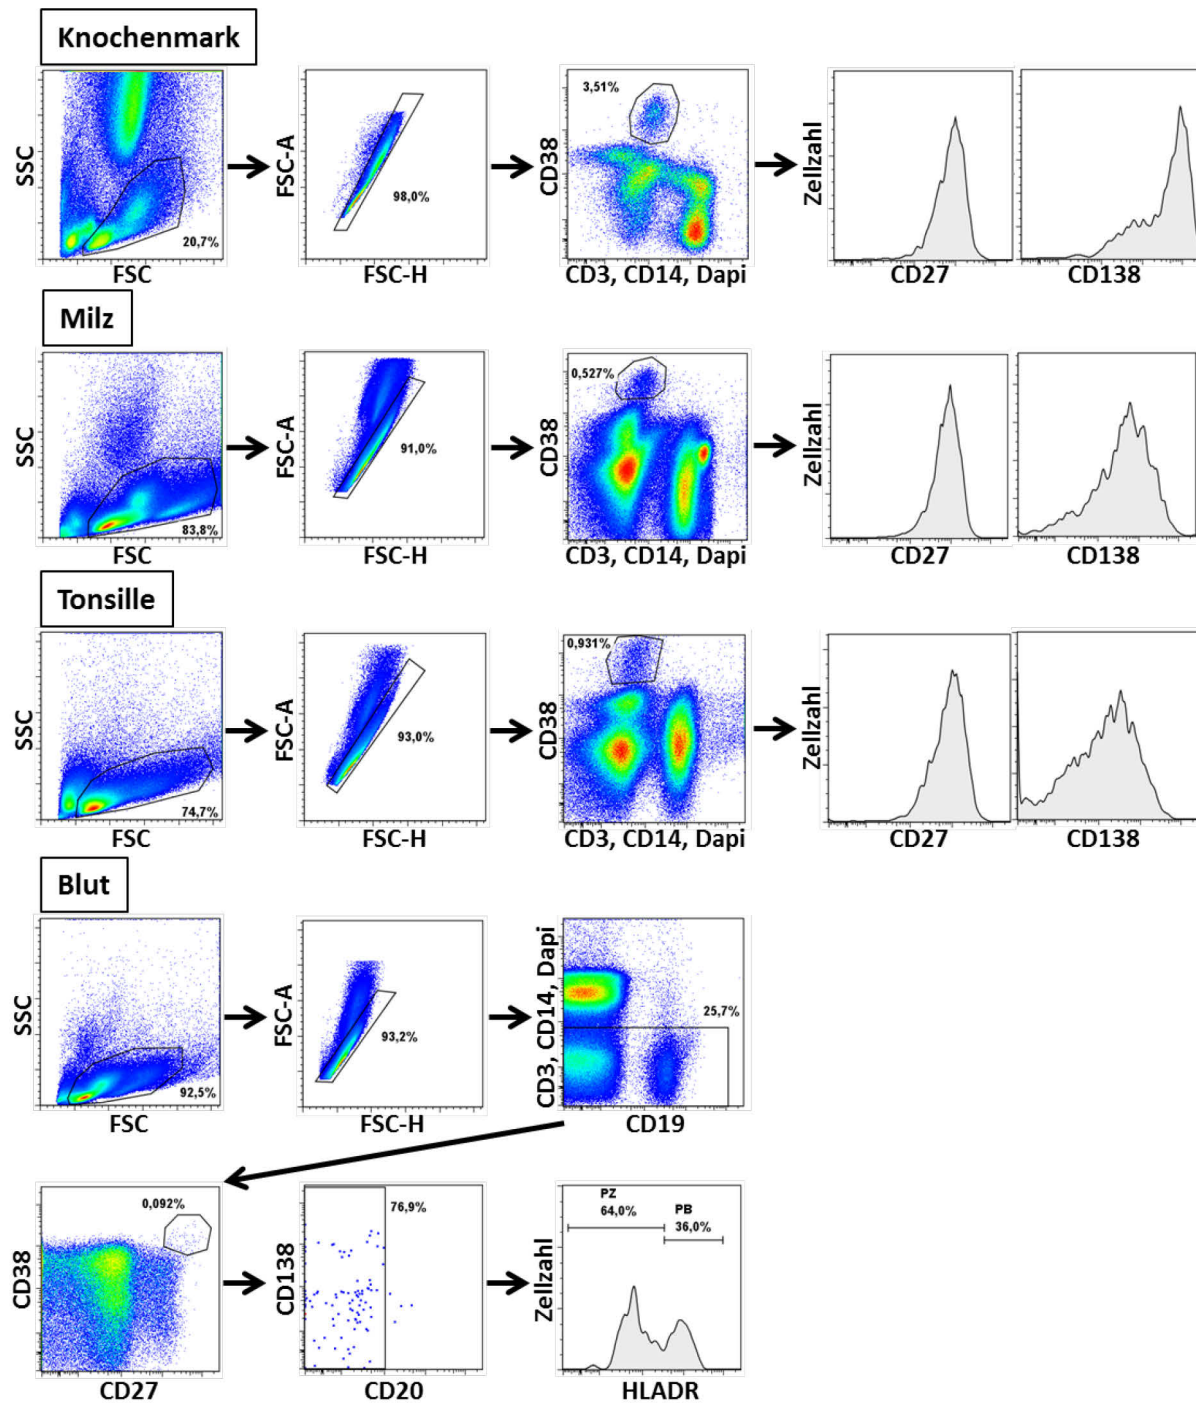 Knochenmark
SSC
20,7%
FSC
FSC-A
98,0%
FSC-H
3,51%
CD38
CD3, CD14, Dapi
Zellzahl
CD27
CD138
Milz
SSC
83,8%
FSC
FSC-A
91,0%
FSC-H
0,527%
CD38
CD3, CD14, Dapi
Zellzahl
CD27
CD138
Tonsille
SSC
74,7%
FSC
FSC-A
93,0%
FSC-H
0,931%
CD38
CD3, CD14, Dapi
Zellzahl
CD27
CD138
Blut
SSC
92,5%
FSC
FSC-A
93,2%
FSC-H
CD3, CD14, Dapi
25,7%
CD19
0,092%
CD38
CD27
76,9%
CD138
CD20
PZ
64,0%
PB
36,0%
Zellzahl
HLADR